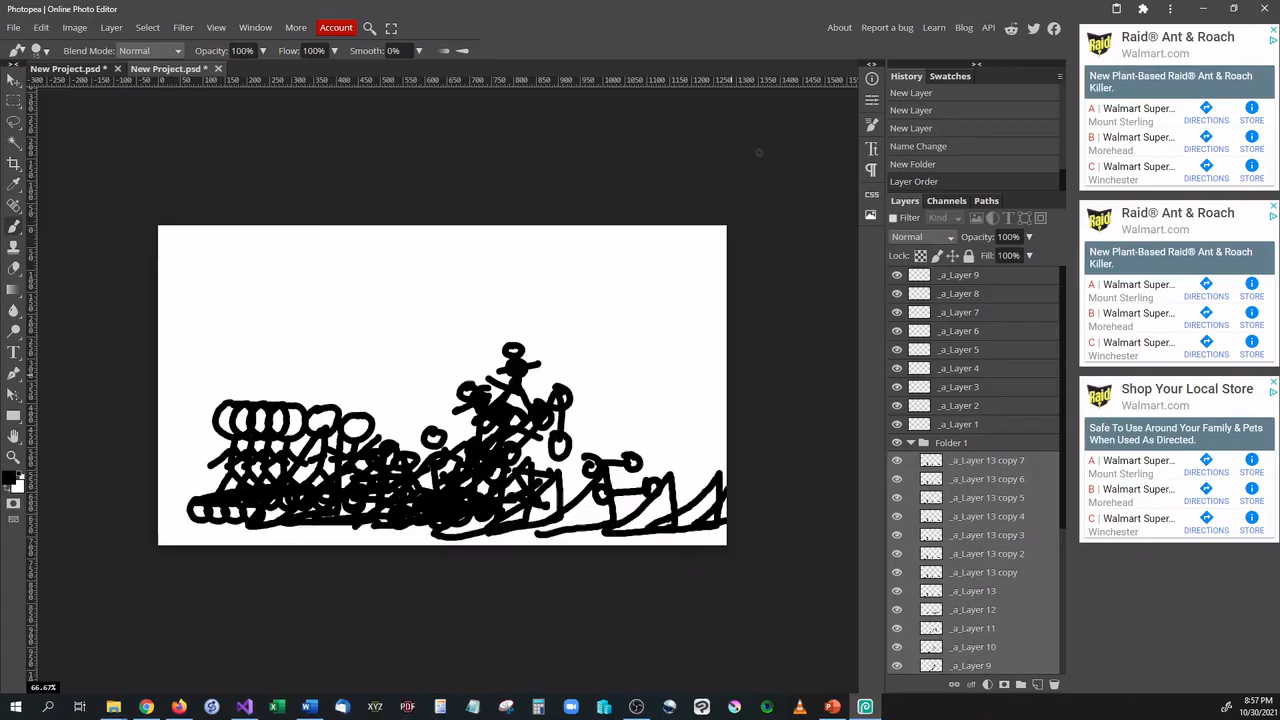 Photopea | Online Photo Editor
File Edit Image Layer Select Filter View Window More Account
About Report a bug Learn Blog API
Blend Mode: Normal Opacity: 100% Flow: 100% Smooth: 0%
15
New Project.psd * New Project.psd *
History Swatches
New Layer
New Layer
New Layer
Name Change
New Folder
Layer Order
CSS
Layers Channels Paths
Filter Kind
Normal Opacity: 100%
Lock: Fill: 100%
_a_Layer 9
_a_Layer 8
_a_Layer 7
_a_Layer 6
_a_Layer 5
_a_Layer 4
_a_Layer 3
_a_Layer 2
_a_Layer 1
Folder 1
_a_Layer 13 copy 7
_a_Layer 13 copy 6
_a_Layer 13 copy 5
_a_Layer 13 copy 4
_a_Layer 13 copy 3
_a_Layer 13 copy 2
_a_Layer 13 copy
_a_Layer 13
_a_Layer 12
_a_Layer 11
_a_Layer 10
_a_Layer 9
eff
66.67%
Raid® Ant & Roach
Walmart.com
New Plant-Based Raid® Ant & Roach
Killer.
A | Walmart Super...
Mount Sterling
DIRECTIONS STORE
B | Walmart Super...
Morehead
DIRECTIONS STORE
C | Walmart Super...
Winchester
DIRECTIONS STORE
Raid® Ant & Roach
Walmart.com
New Plant-Based Raid® Ant & Roach
Killer.
A | Walmart Super...
Mount Sterling
DIRECTIONS STORE
B | Walmart Super...
Morehead
DIRECTIONS STORE
C | Walmart Super...
Winchester
DIRECTIONS STORE
Shop Your Local Store
Walmart.com
Safe To Use Around Your Family & Pets
When Used As Directed.
A | Walmart Super...
Mount Sterling
DIRECTIONS STORE
B | Walmart Super...
Morehead
DIRECTIONS STORE
C | Walmart Super...
Winchester
DIRECTIONS STORE
8:57 PM
10/30/2021